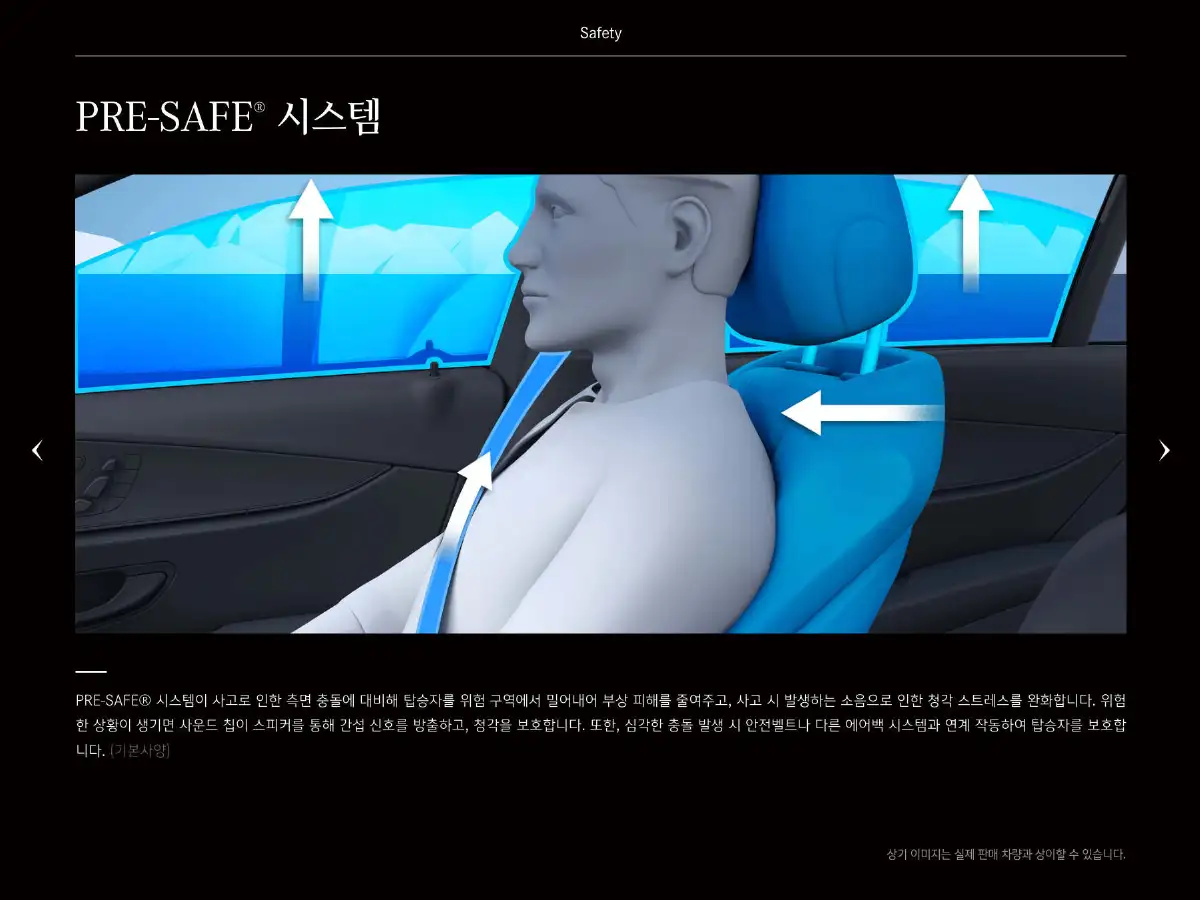 Safety
PRE-SAFE® 시스템
PRE-SAFE® 시스템이 사고로 인한 측면 충돌에 대비해 탑승자를 위험 구역에서 밀어내어 부상 피해를 줄여주고, 사고 시 발생하는 소음으로 인한 청각 스트레스를 완화합니다. 위험
한 상황이 생기면 사운드 칩이 스피커를 통해 간섭 신호를 방출하고, 청각을 보호합니다. 또한, 심각한 충돌 발생 시 안전벨트나 다른 에어백 시스템과 연계 작동하여 탑승자를 보호합
니다. (기본사양)
상기 이미지는 실제 판매 차량과 상이할 수 있습니다.